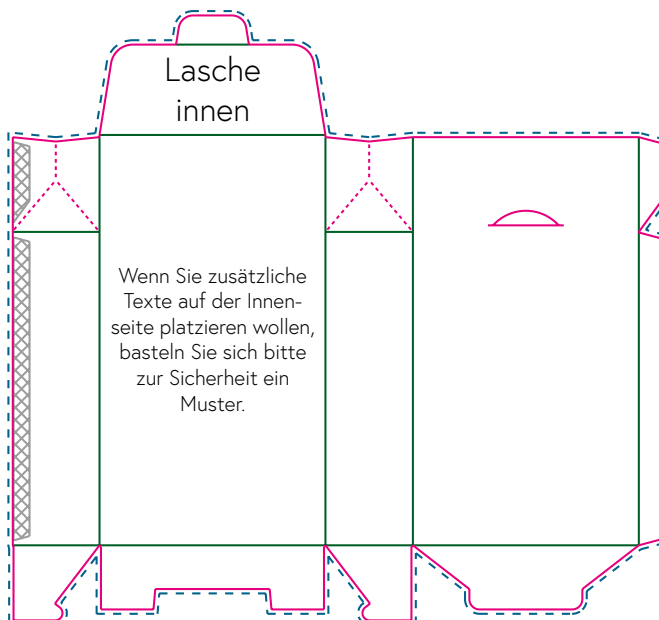 Lasche
innen
Wenn Sie zusätzliche
Texte auf der Innen-
seite platzieren wollen,
basteln Sie sich bitte
zur Sicherheit ein
Muster.